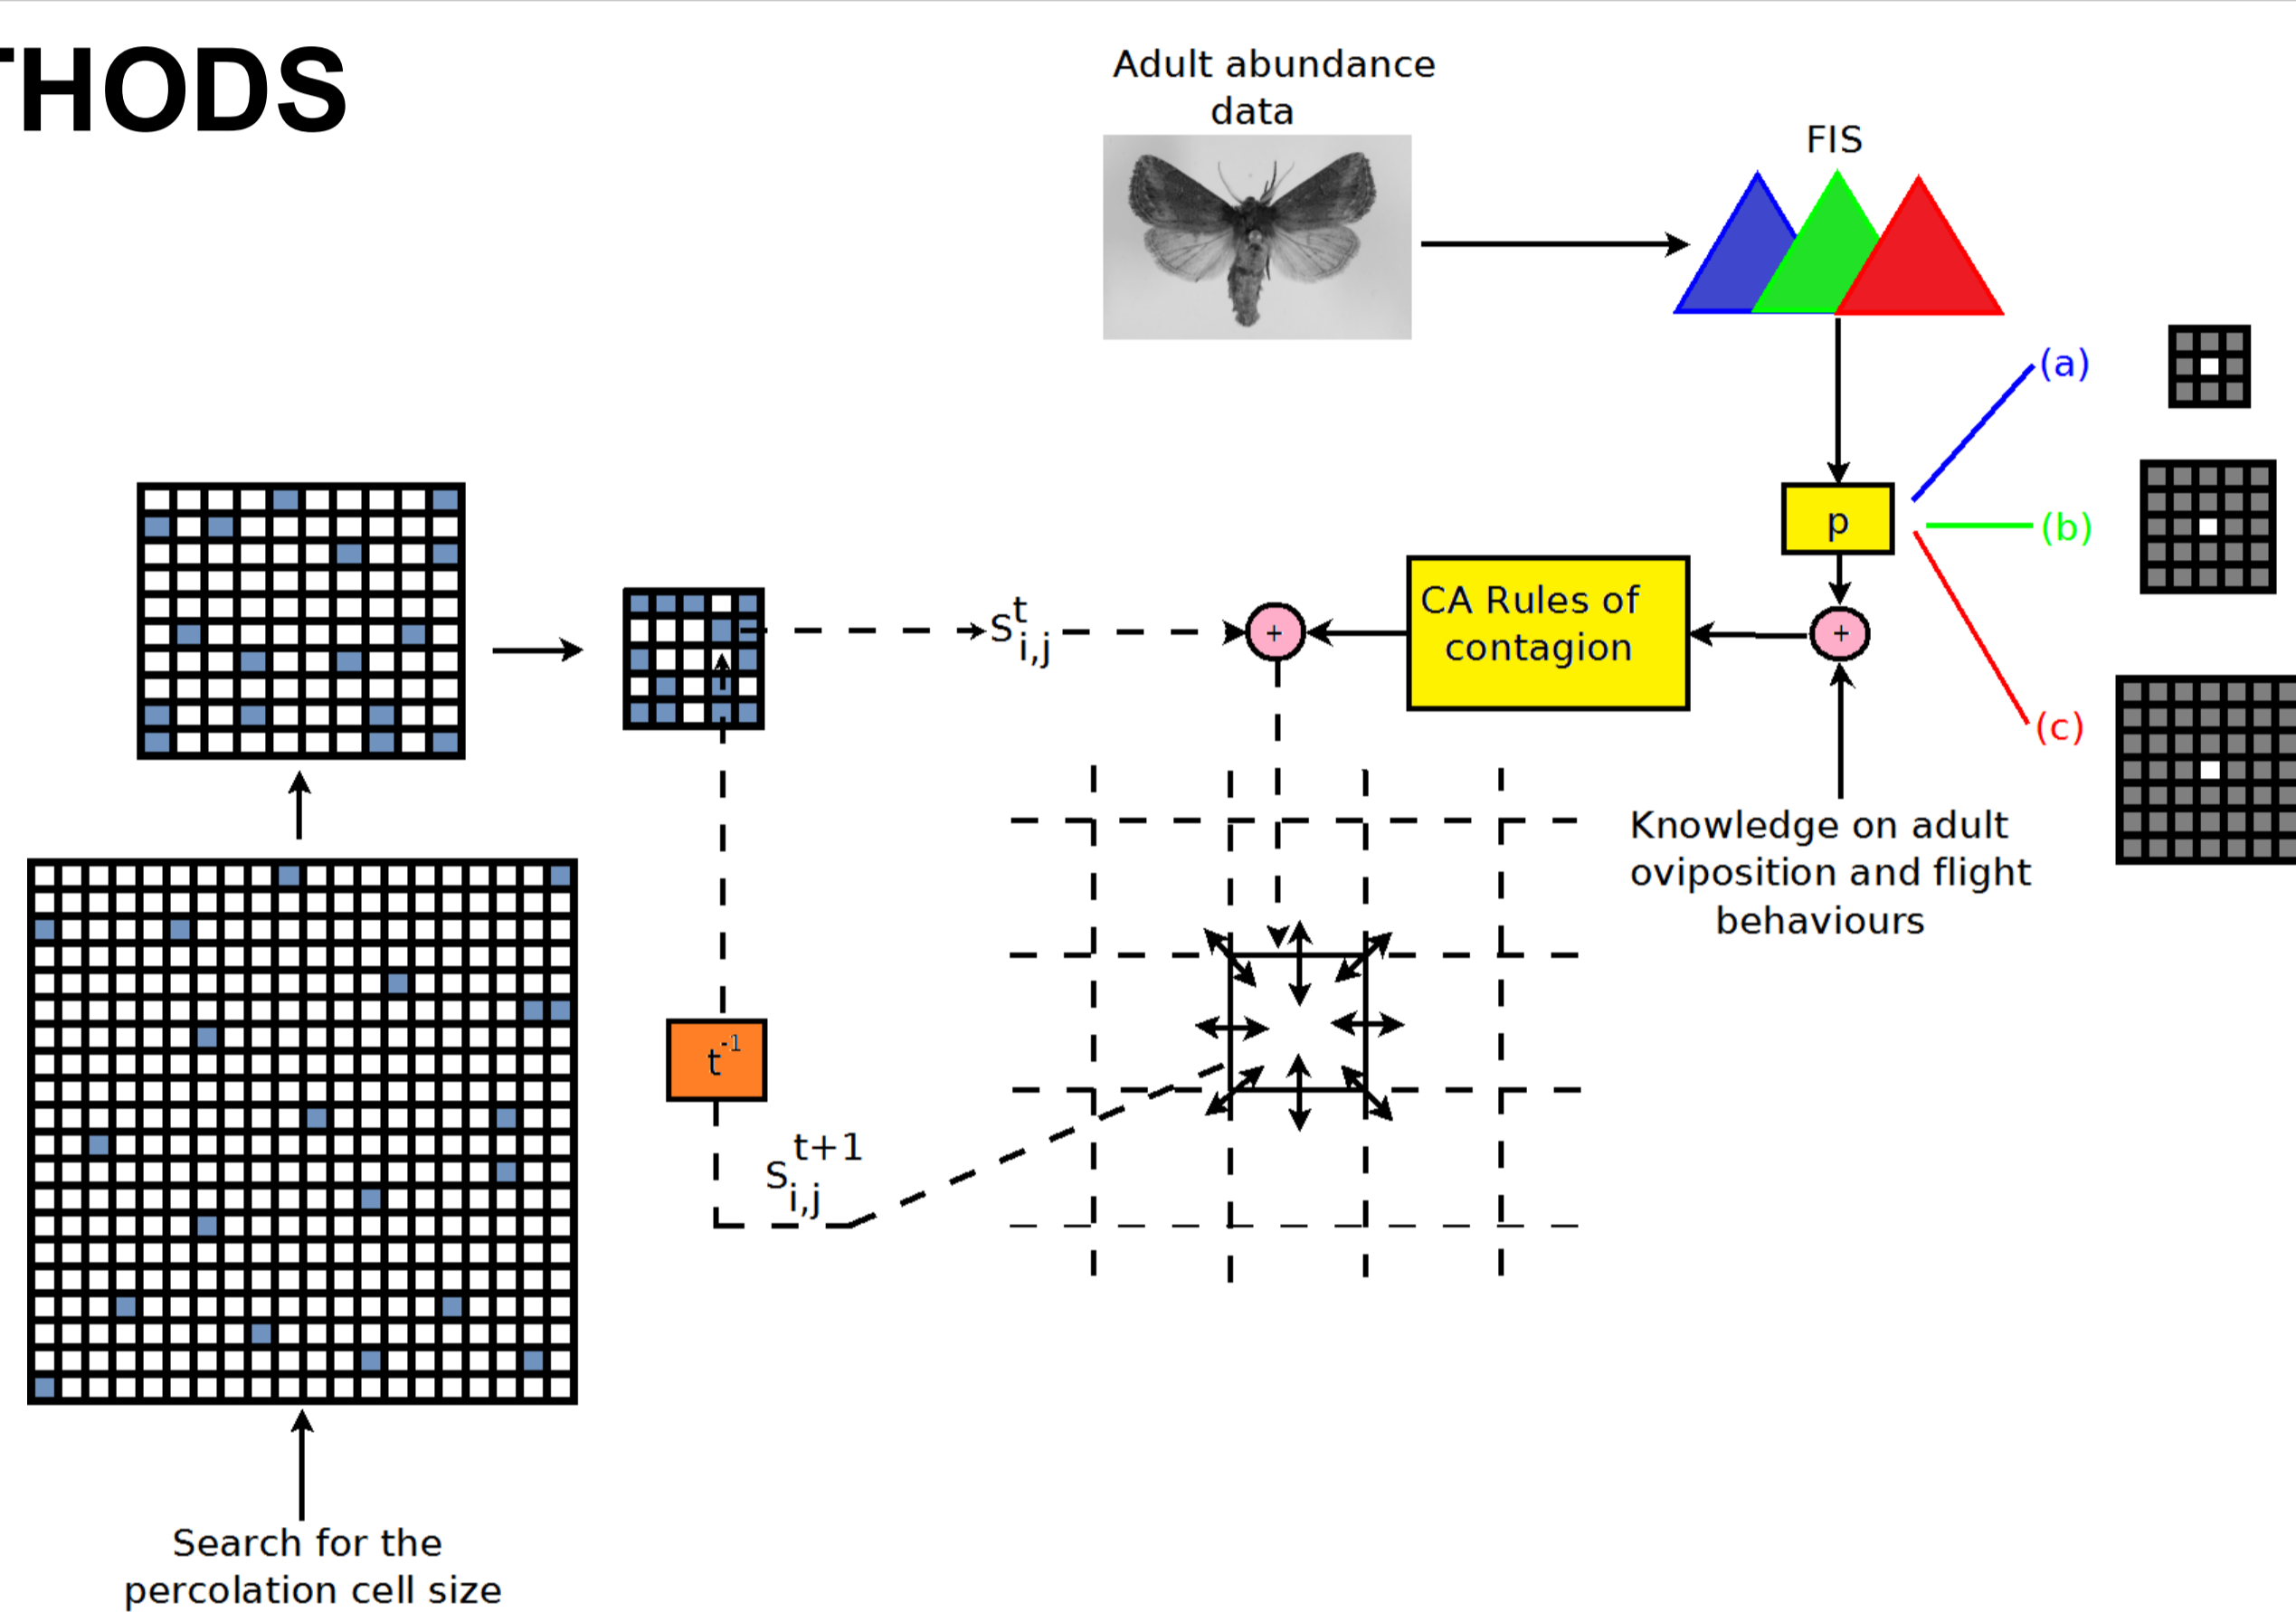 THODS
Adult abundance
data
FIS
(a)
p
(b)
S^t_{i,j}
+
CA Rules of
contagion
+
(c)
Knowledge on adult
oviposition and flight
behaviours
t^{-1}
S^{t+1}_{i,j}
Search for the
percolation cell size